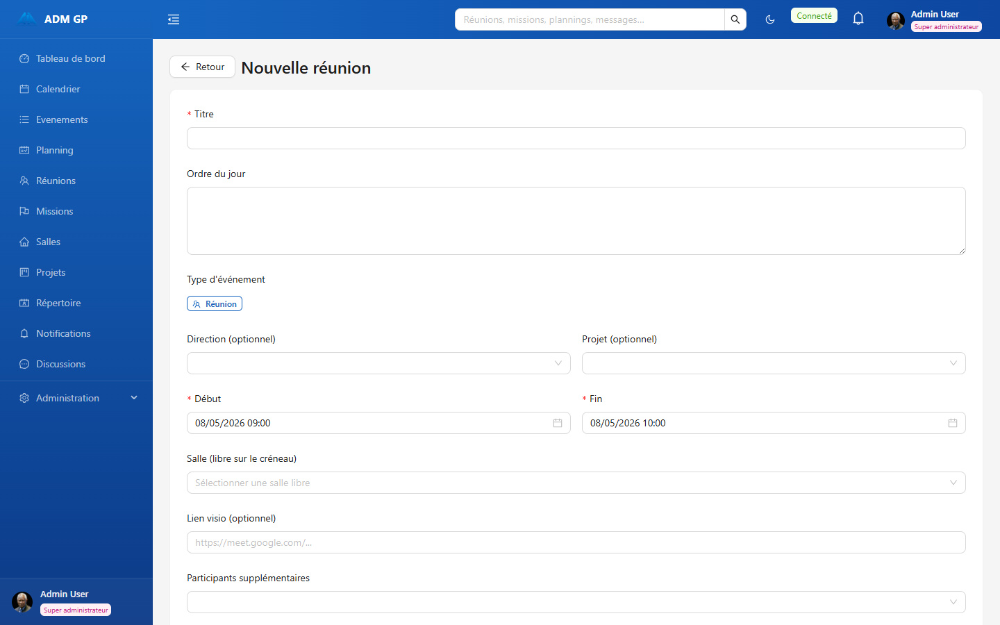 ADM GP
Réunions, missions, plannings, messages...
Connecté
Admin User
Super administrateur
Tableau de bord
Calendrier
Evenements
Planning
Réunions
Missions
Salles
Projets
Répertoire
Notifications
Discussions
Administration
Admin User
Super administrateur
Retour
Nouvelle réunion
* Titre
Ordre du jour
Type d'événement
Réunion
Direction (optionnel)
Projet (optionnel)
* Début
* Fin
08/05/2026 09:00
08/05/2026 10:00
Salle (libre sur le créneau)
Sélectionner une salle libre
Lien visio (optionnel)
https://meet.google.com/...
Participants supplémentaires